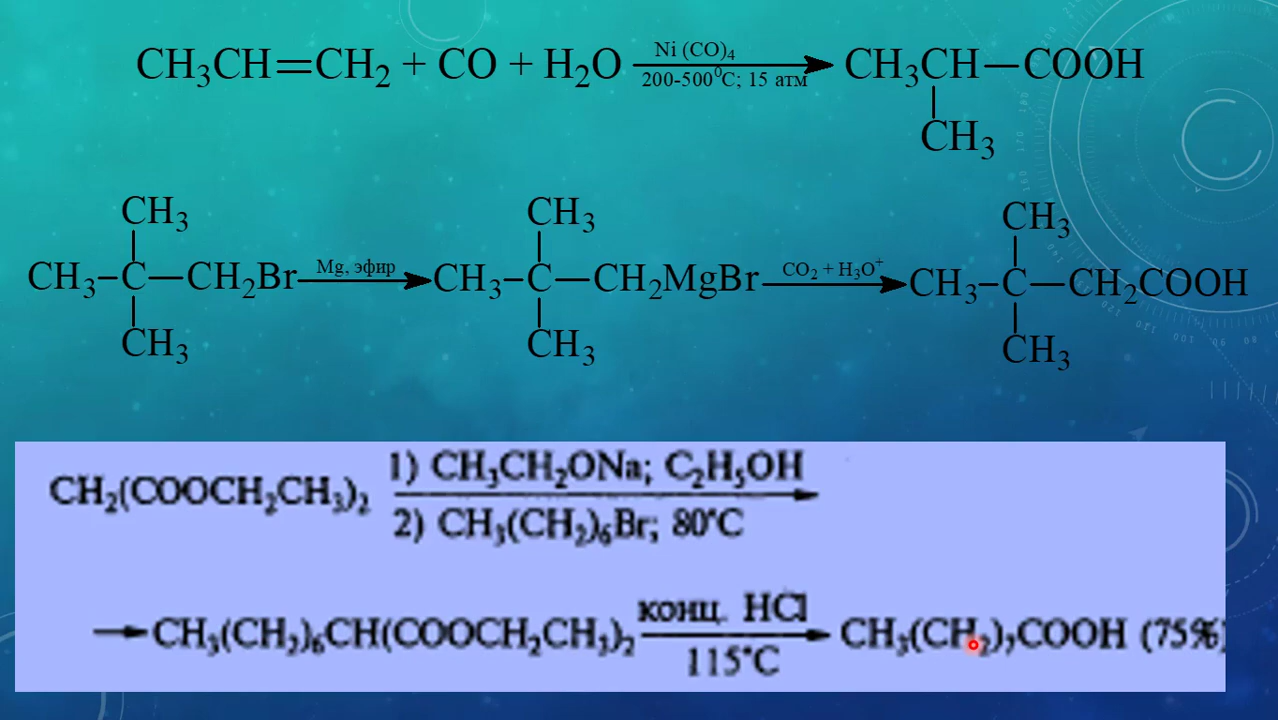 CH₃CH=CH₂ + CO + H₂O Ni (CO)₄ 200-500⁰C; 15 атм CH₃CH—COOH
CH₃
CH₃ CH₃ CH₃
CH₃-C—CH₂Br Mg, эфир CH₃-C—CH₂MgBr CO₂ + H₃O⁺ CH₃-C—CH₂COOH
CH₃ CH₃ CH₃
CH₂(COOCH₂CH₃)₂ 1) CH₃CH₂ONa; C₂H₅OH
2) CH₃(CH₂)₆Br; 80°C
CH₃(CH₂)₆CH(COOCH₂CH₃)₂ конц. HCl 115°C CH₃(CH₂)₇COOH (75%)